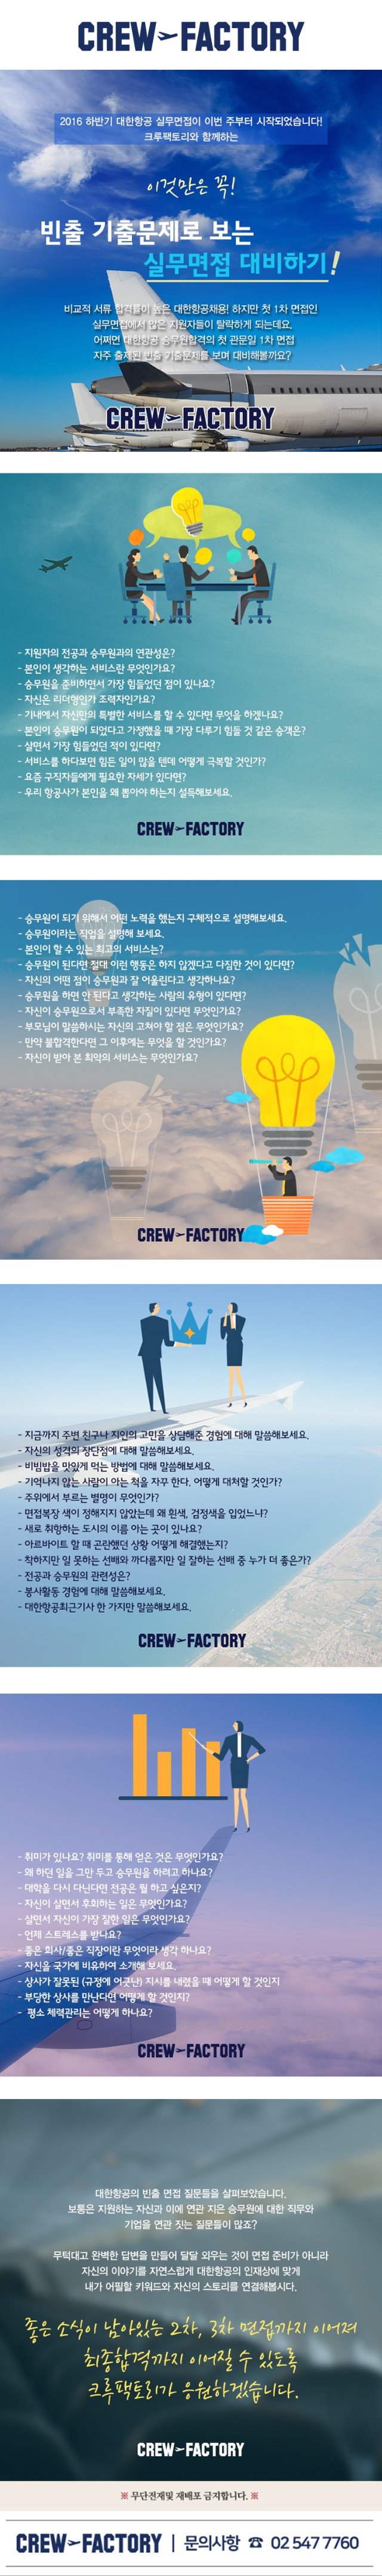 CREW FACTORY
2016 하반기 대한항공 실무면접이 이번 주부터 시작되었습니다!
크루팩토리와 함께하는
이것만은 꼭!
빈출 기출문제로 보는
실무면접 대비하기!
비교적 서류 합격률이 높은 대한항공채용! 하지만 첫 1차 면접인
실무면접에서 많은 지원자들이 탈락하게 되는데요.
어쩌면 대한항공 승무원합격의 첫 관문일 1차 면접
자주 출제된 빈출 기출문제를 보며 대비해볼까요?
CREW FACTORY
- 지원자의 전공과 승무원과의 연관성은?
- 본인이 생각하는 서비스란 무엇인가요?
- 승무원을 준비하면서 가장 힘들었던 점이 있나요?
- 자신은 리더형인가 조력자인가요?
- 기내에서 자신만의 특별한 서비스를 할 수 있다면 무엇을 하겠나요?
- 본인이 승무원이 되었다고 가정했을 때 가장 다루기 힘들 것 같은 승객은?
- 살면서 가장 힘들었던 적이 있다면?
- 서비스를 하다보면 힘든 일이 많을 텐데 어떻게 극복할 것인가?
- 요즘 구직자들에게 필요한 자세가 있다면?
- 우리 항공사가 본인을 왜 뽑아야 하는지 설득해보세요.
CREW FACTORY
- 승무원이 되기 위해서 어떤 노력을 했는지 구체적으로 설명해보세요.
- 승무원이라는 직업을 설명해 보세요.
- 본인이 할 수 있는 최고의 서비스는?
- 승무원이 된다면 절대 이런 행동은 하지 않겠다고 다짐한 것이 있다면?
- 자신의 어떤 점이 승무원과 잘 어울린다고 생각하나요?
- 승무원을 하면 안 된다고 생각하는 사람의 유형이 있다면?
- 자신이 승무원으로서 부족한 자질이 있다면 무엇인가요?
- 부모님이 말씀하시는 자신의 고쳐야 할 점은 무엇인가요?
- 만약 불합격한다면 그 이후에는 무엇을 할 것인가요?
- 자신이 받아 본 최악의 서비스는 무엇인가요?
CREW FACTORY
- 지금까지 주변 친구나 지인의 고민을 상담해준 경험에 대해 말씀해보세요.
- 자신의 성격의 장단점에 대해 말씀해보세요.
- 비빔밥을 맛있게 먹는 방법에 대해 말씀해보세요.
- 기억나지 않는 사람이 아는 척을 자꾸 한다. 어떻게 대처할 것인가?
- 주위에서 부르는 별명이 무엇인가?
- 면접복장 색이 정해지지 않았는데 왜 흰색, 검정색을 입었느냐?
- 새로 취항하는 도시의 이름 아는 곳이 있나요?
- 아르바이트 할 때 곤란했던 상황 어떻게 해결했는지?
- 착하지만 일 못하는 선배와 까다롭지만 일 잘하는 선배 중 누가 더 좋은가?
- 전공과 승무원의 관련성은?
- 봉사활동 경험에 대해 말씀해보세요.
- 대한항공최근기사 한 가지만 말씀해보세요.
CREW FACTORY
- 취미가 있나요? 취미를 통해 얻은 것은 무엇인가요?
- 왜 하던 일을 그만 두고 승무원을 하려고 하나요?
- 대학을 다시 다닌다면 전공은 뭘 하고 싶은지?
- 자신이 살면서 후회하는 일은 무엇인가요?
- 살면서 자신이 가장 잘한 일은 무엇인가요?
- 언제 스트레스를 받나요?
- 좋은 회사/좋은 직장이란 무엇이라 생각 하나요?
- 자신을 국가에 비유하여 소개해 보세요.
- 상사가 잘못된 (규정에 어긋난) 지시를 내렸을 때 어떻게 할 것인지
- 부당한 상사를 만난다면 어떻게 할 것인지?
- 평소 체력관리는 어떻게 하나요?
CREW FACTORY
대한항공의 빈출 면접 질문들을 살펴보았습니다.
보통은 지원하는 자신과 이에 연관 지은 승무원에 대한 직무와
기업을 연관 짓는 질문들이 많죠?
무턱대고 완벽한 답변을 만들어 달달 외우는 것이 면접 준비가 아니라
자신의 이야기를 자연스럽게 대한항공의 인재상에 맞게
내가 어필할 키워드와 자신의 스토리를 연결해봅시다.
좋은 소식이 남아있는 2차, 3차 면접까지 이어져
최종합격까지 이어질 수 있도록
크루팩토리가 응원하겠습니다.
CREW FACTORY
※ 무단전재및 재배포 금지합니다. ※
CREW FACTORY | 문의사항 ☎ 02 547 7760